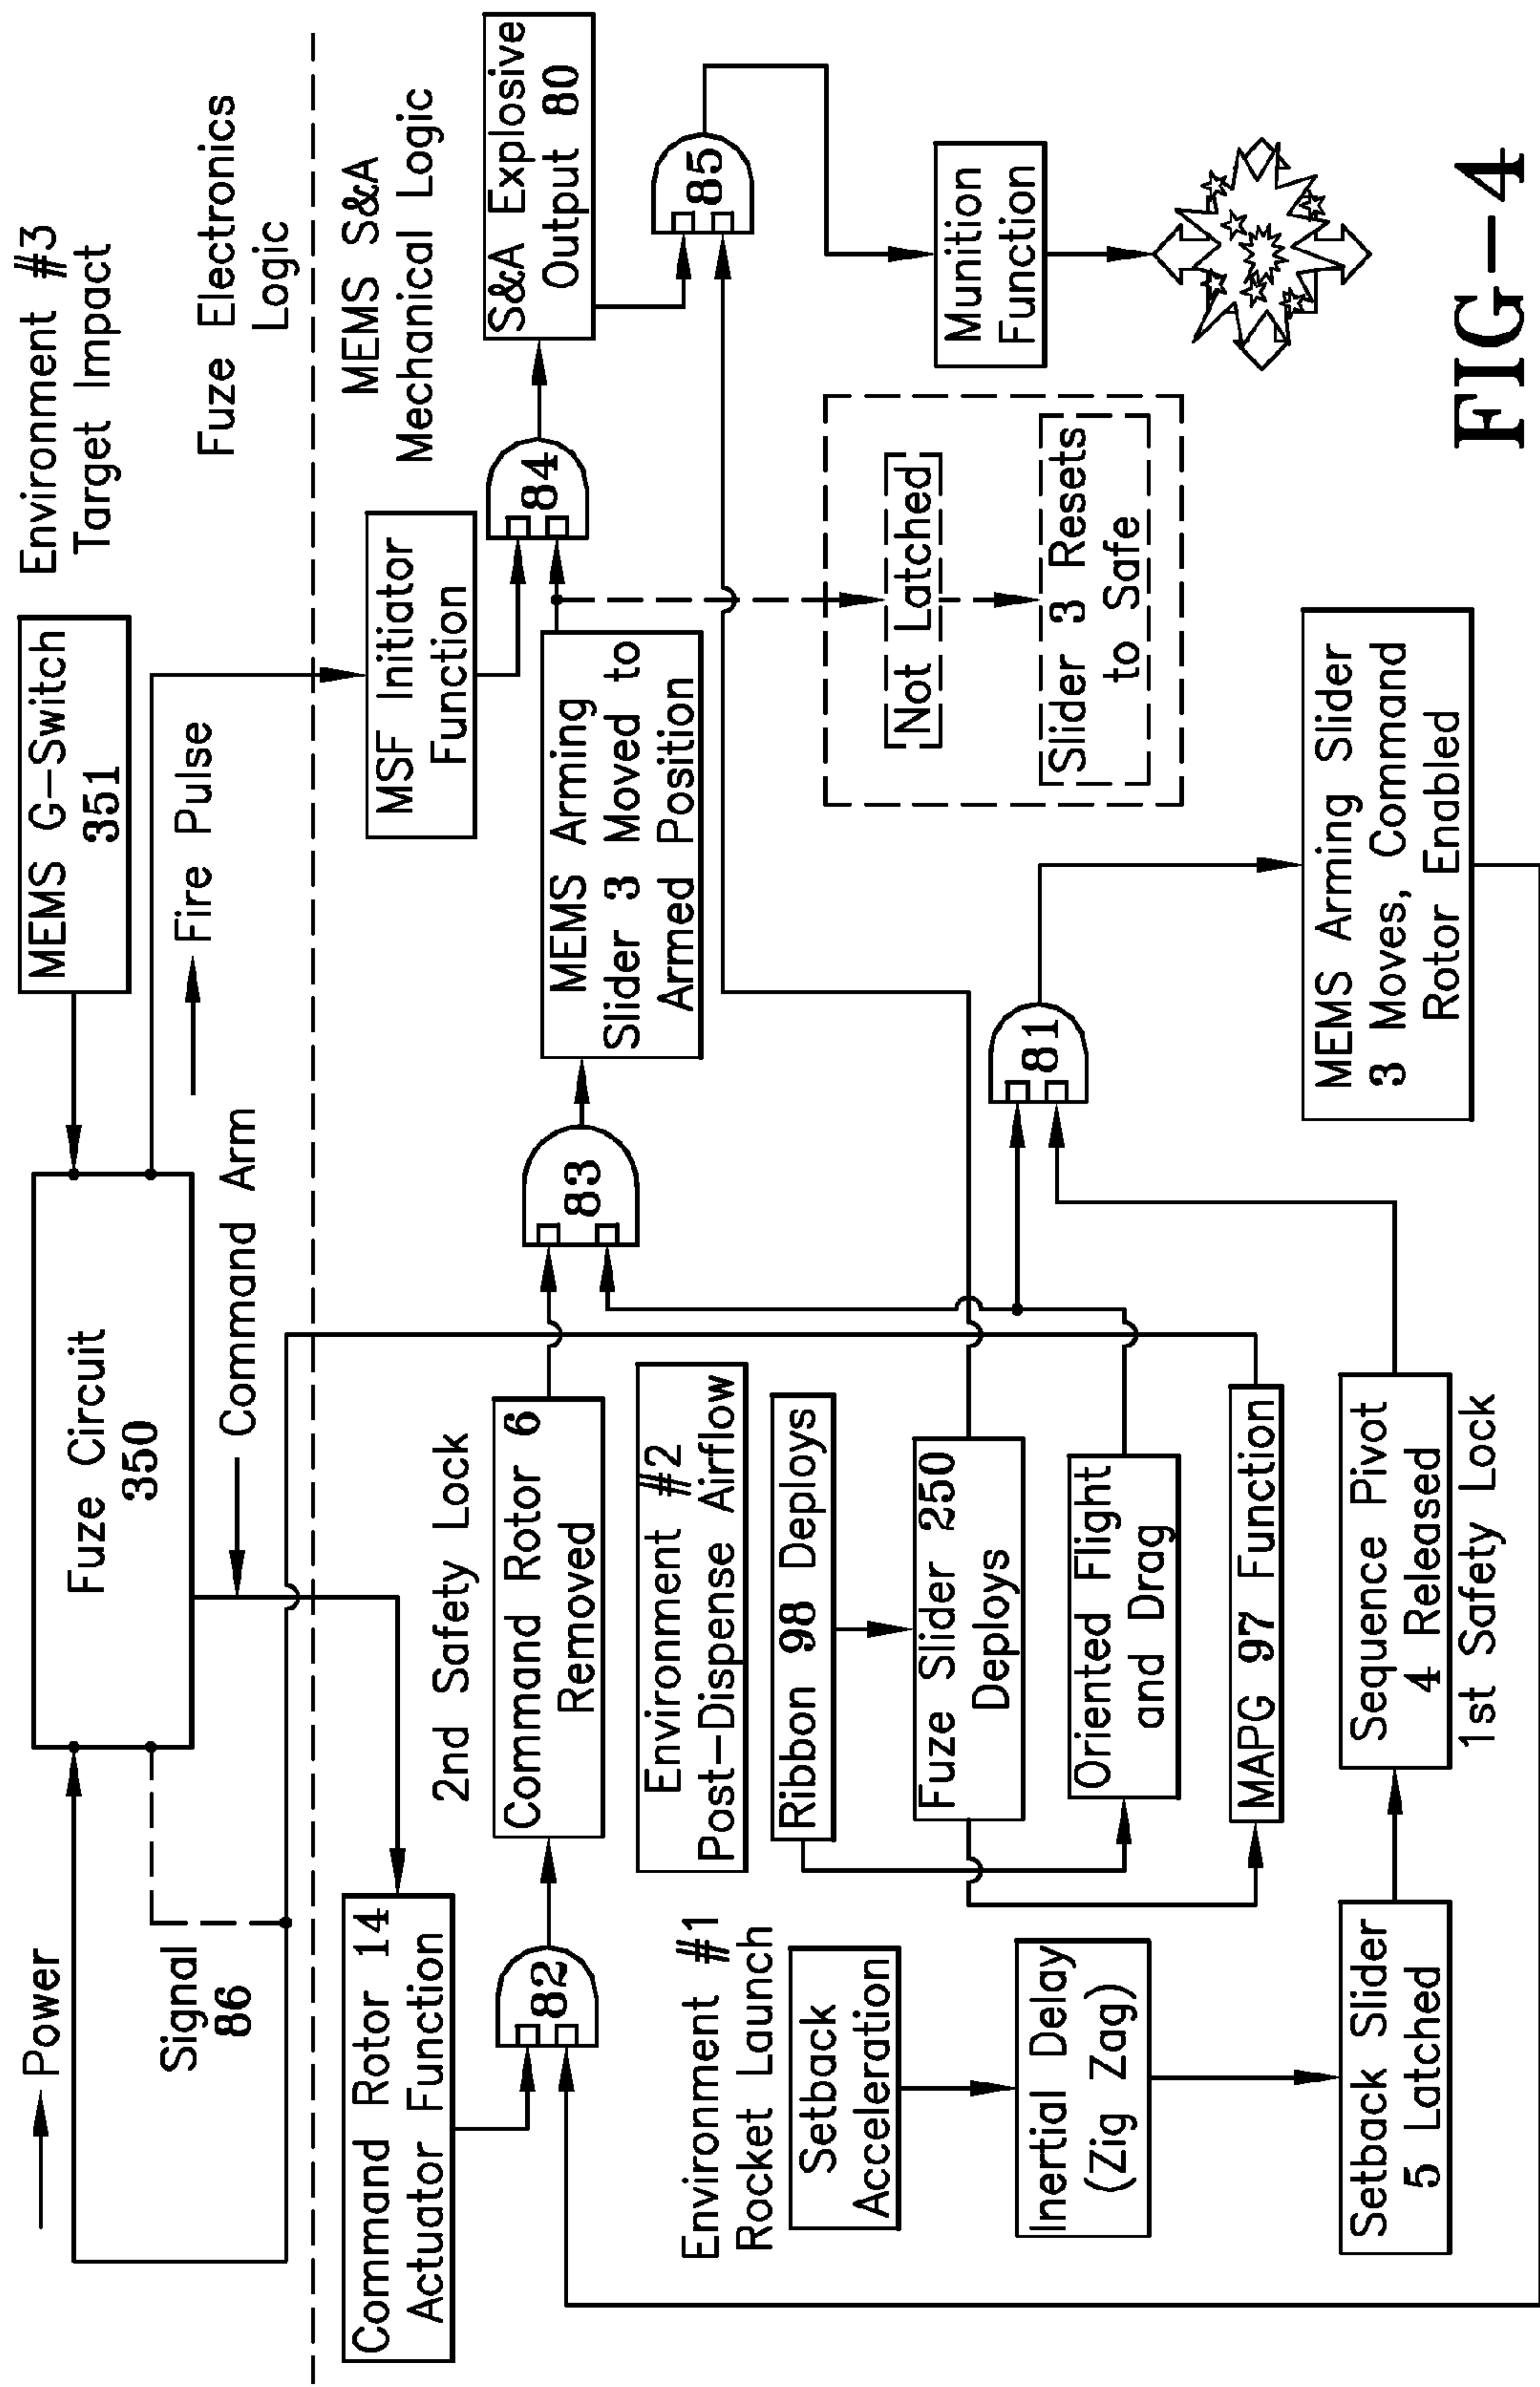 Power
Signal
86
Fuze Circuit
350
Command Arm
Fire Pulse
MEMS G-Switch
351
Environment #3
Target Impact
Fuze Electronics
Logic
MEMS S&A
Mechanical Logic
Command Rotor 14
Actuator Function
82
2nd Safety Lock
Command Rotor 6
Removed
83
MEMS Arming
Slider 3 Moved to
Armed Position
MSF Initiator
Function
84
S&A Explosive
Output 80
85
Environment #1
Rocket Launch
Setback
Acceleration
Inertial Delay
(Zig Zag)
Setback Slider
5 Latched
Environment #2
Post-Dispense Airflow
Ribbon 98 Deploys
Fuze Slider 250
Deploys
Oriented Flight
and Drag
MAPG 97 Function
Sequence Pivot
4 Released
1st Safety Lock
81
MEMS Arming Slider
3 Moves, Command
Rotor Enabled
Not Latched
Slider 3 Resets
to Safe
Munition
Function
FIG-4